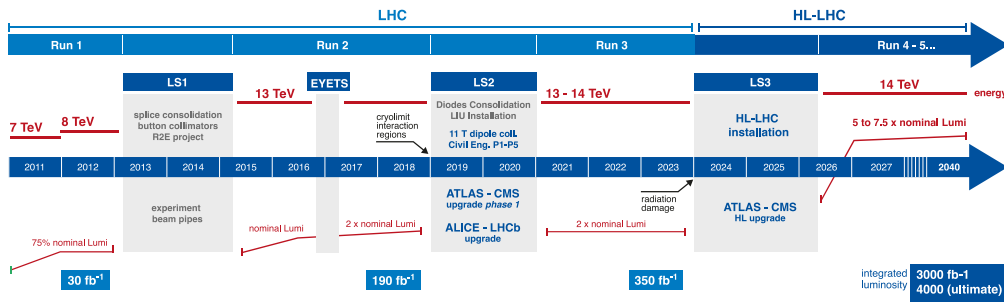 LHC
HL-LHC
Run 1
Run 2
Run 3
Run 4 - 5...
LS1
EYETS
LS2
LS3
14 TeV
13 TeV
13 - 14 TeV
energy
7 TeV
8 TeV
splice consolidation
button collimators
R2E project
cryolimit
interaction
regions
Diodes Consolidation
LIU Installation
11 T dipole coll.
Civil Eng. P1-P5
HL-LHC
installation
5 to 7.5 x nominal Lumi
2011 2012 2013 2014 2015 2016 2017 2018 2019 2020 2021 2022 2023 2024 2025 2026 2027 2040
experiment
beam pipes
ATLAS - CMS
upgrade phase 1
ALICE - LHCb
upgrade
radiation
damage
ATLAS - CMS
HL upgrade
75% nominal Lumi
nominal Lumi
2 x nominal Lumi
2 x nominal Lumi
30 fb-1
190 fb-1
350 fb-1
integrated
luminosity
3000 fb-1
4000 (ultimate)